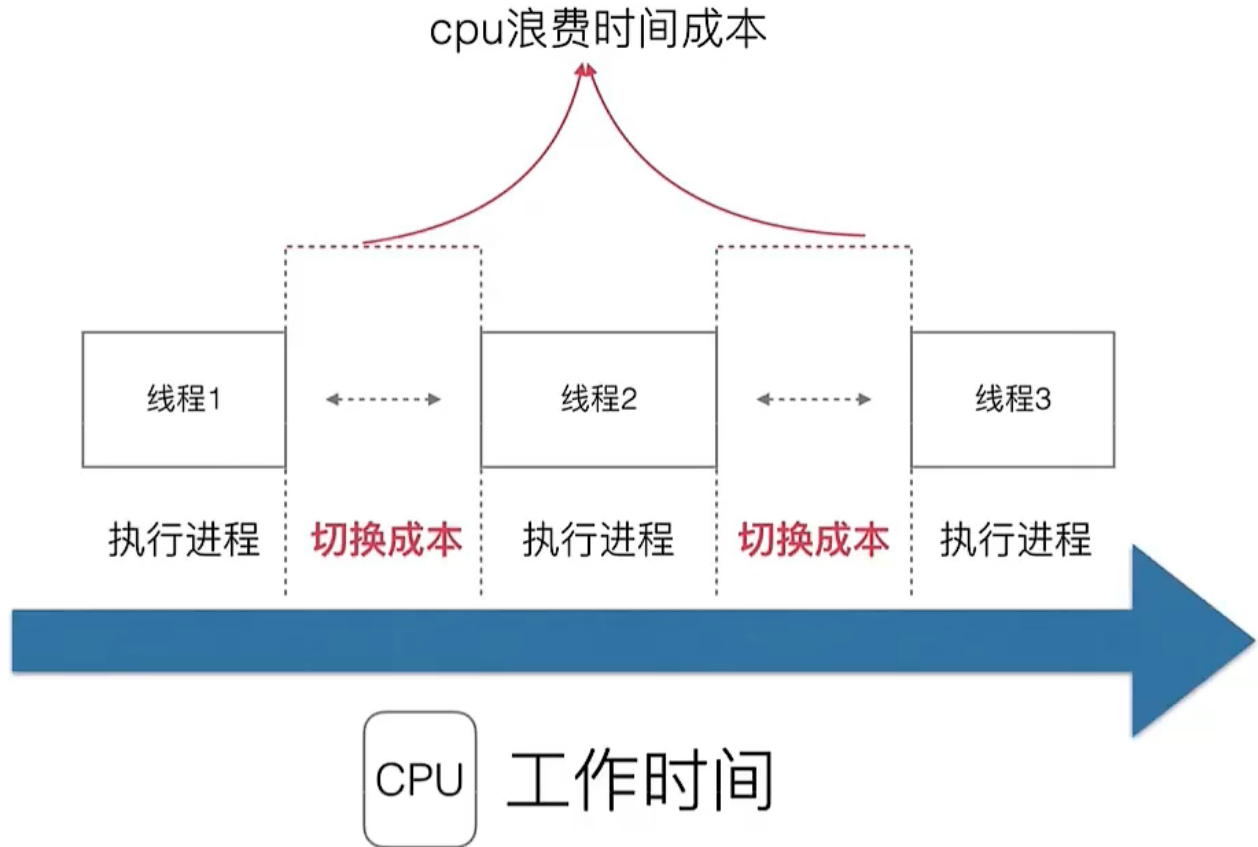 cpu浪费时间成本
线程1
线程2
线程3
执行进程
切换成本
执行进程
切换成本
执行进程
CPU
工作时间